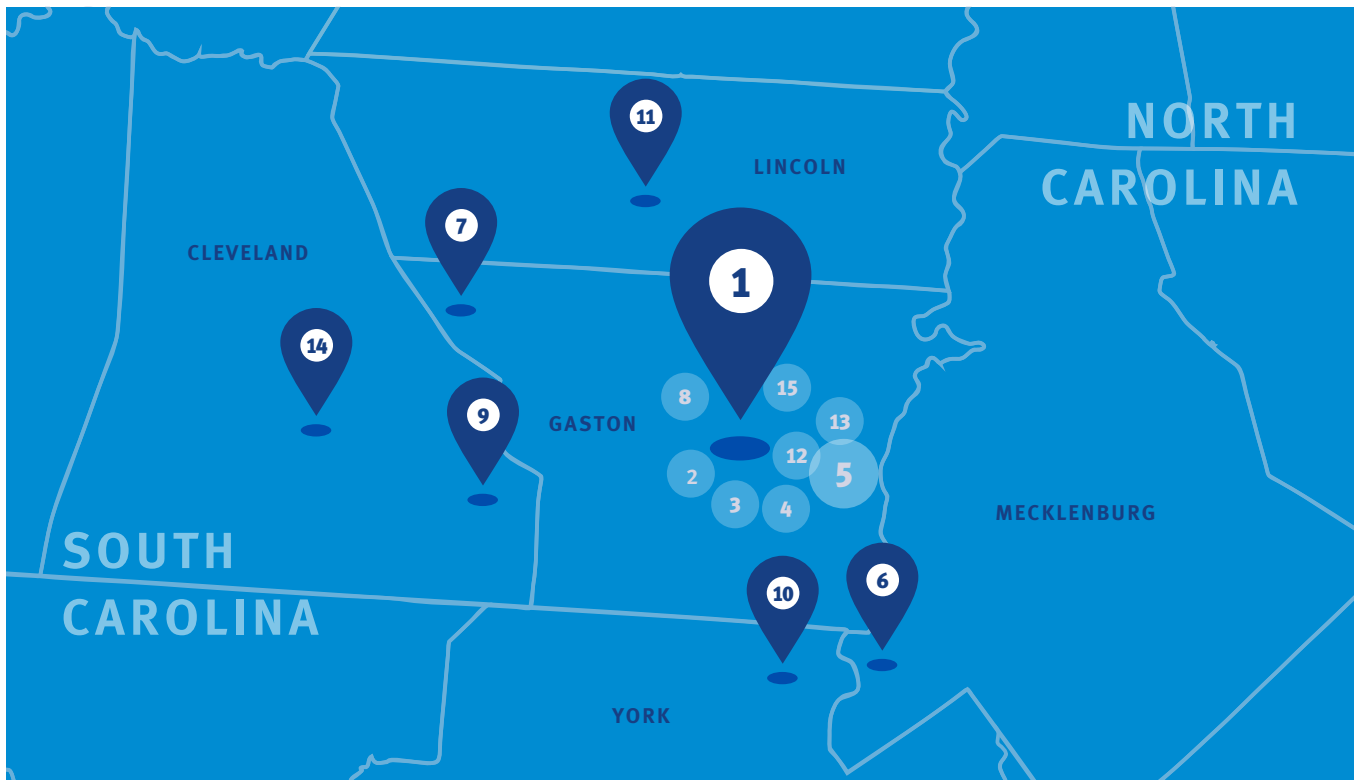 11
NORTH
CAROLINA
LINCOLN
7
CLEVELAND
1
14
8
15
9
GASTON
13
12
5
2
3
4
MECKLENBURG
SOUTH
CAROLINA
10
6
YORK